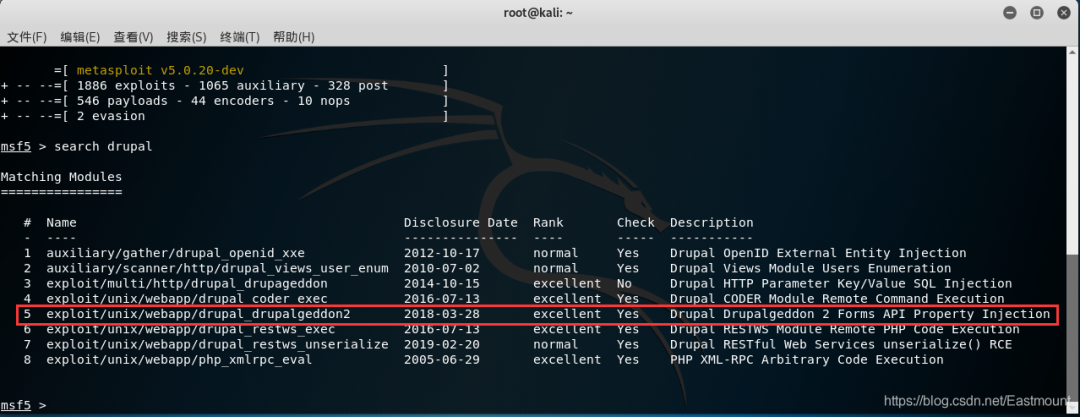 root@kali: ~
文件(F) 编辑(E) 查看(V) 搜索(S) 终端(T) 帮助(H)
=[ metasploit v5.0.20-dev ]
+ -- --=[ 1886 exploits - 1065 auxiliary - 328 post ]
+ -- --=[ 546 payloads - 44 encoders - 10 nops ]
+ -- --=[ 2 evasion ]
msf5 > search drupal
Matching Modules
================
# Name Disclosure Date Rank Check Description
- ---- --------------- ---- ----- -----------
1 auxiliary/gather/drupal_openid_xxe 2012-10-17 normal Yes Drupal OpenID External Entity Injection
2 auxiliary/scanner/http/drupal_views_user_enum 2010-07-02 normal Yes Drupal Views Module Users Enumeration
3 exploit/multi/http/drupal_drupageddon 2014-10-15 excellent No Drupal HTTP Parameter Key/Value SQL Injection
4 exploit/unix/webapp/drupal_coder_exec 2016-07-13 excellent Yes Drupal CODER Module Remote Command Execution
5 exploit/unix/webapp/drupal_drupalgeddon2 2018-03-28 excellent Yes Drupal Drupalgeddon 2 Forms API Property Injection
6 exploit/unix/webapp/drupal_restws_exec 2016-07-13 excellent Yes Drupal RESTWS Module Remote PHP Code Execution
7 exploit/unix/webapp/drupal_restws_unserialize 2019-02-20 normal Yes Drupal RESTful Web Services unserialize() RCE
8 exploit/unix/webapp/php_xmlrpc_eval 2005-06-29 excellent Yes PHP XML-RPC Arbitrary Code Execution
msf5 >
https://blog.csdn.net/Eastmount